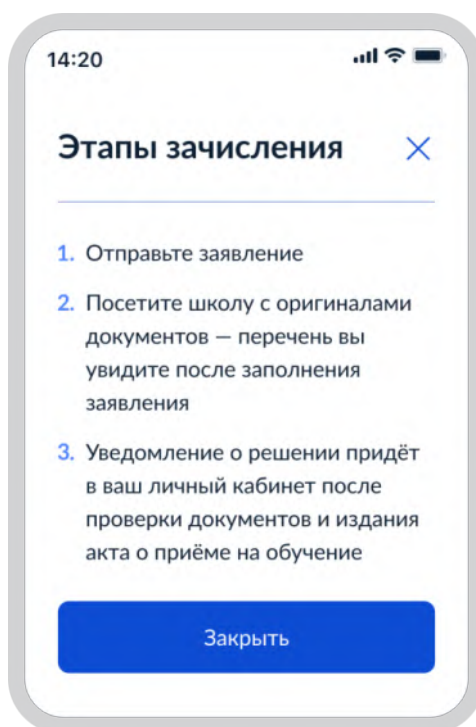 14:20
Этапы зачисления
1. Отправьте заявление
2. Посетите школу с оригиналами
документов — перечень вы
увидите после заполнения
заявления
3. Уведомление о решении придёт
в ваш личный кабинет после
проверки документов и издания
акта о приёме на обучение
Закрыть